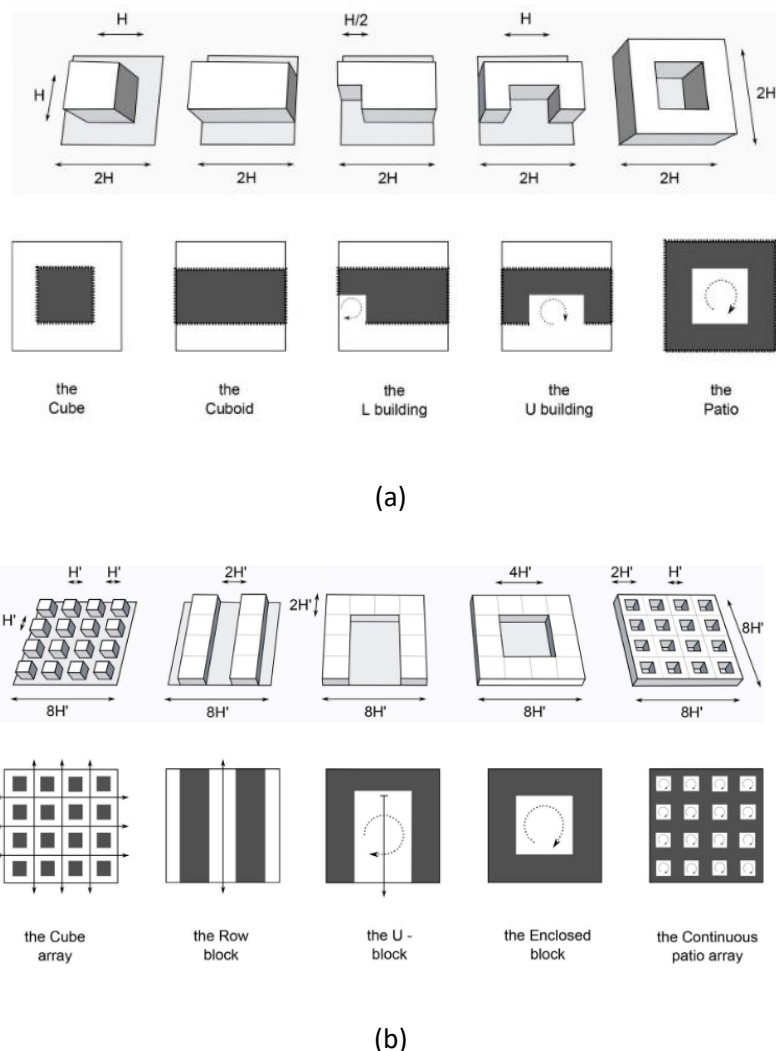 H
H/2
H
H
2H
2H
2H
2H
2H
2H
the
Cube
the
Cuboid
the
L building
the
U building
the
Patio
(a)
H'
H'
2H'
4H'
2H'
H'
H'
2H'
8H'
8H'
8H'
8H'
8H'
8H'
the Cube
array
the Row
block
the U -
block
the Enclosed
block
the Continuous
patio array
(b)